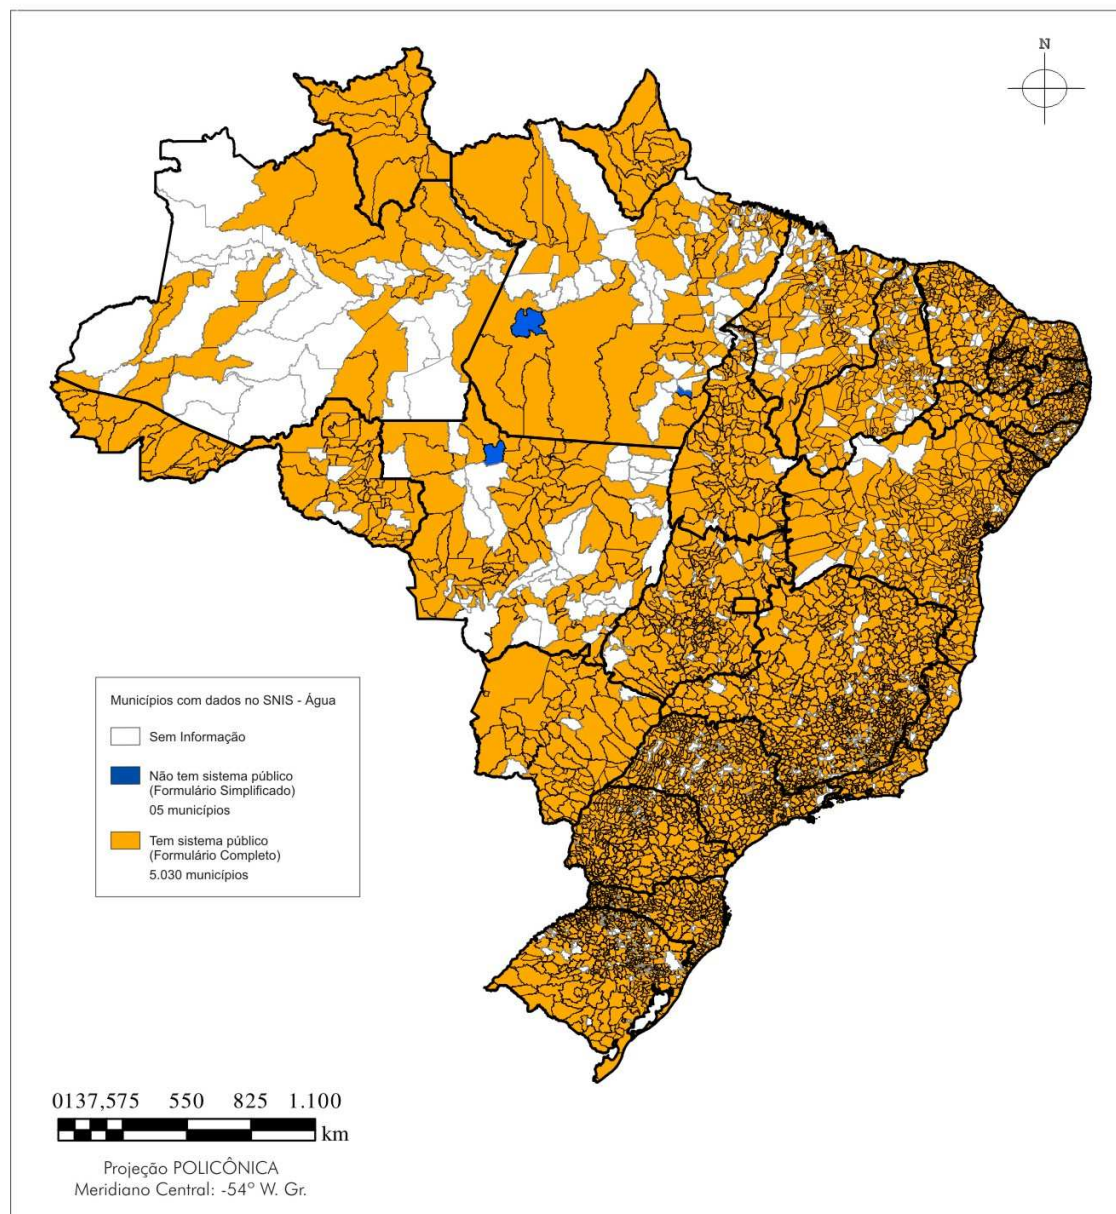 N
Municípios com dados no SNIS - Água
Sem Informação
Não tem sistema público
(Formulário Simplificado)
05 municípios
Tem sistema público
(Formulário Completo)
5.030 municípios
0137,575 550 825 1.100
km
Projeção POLICÔNICA
Meridiano Central: -54º W. Gr.